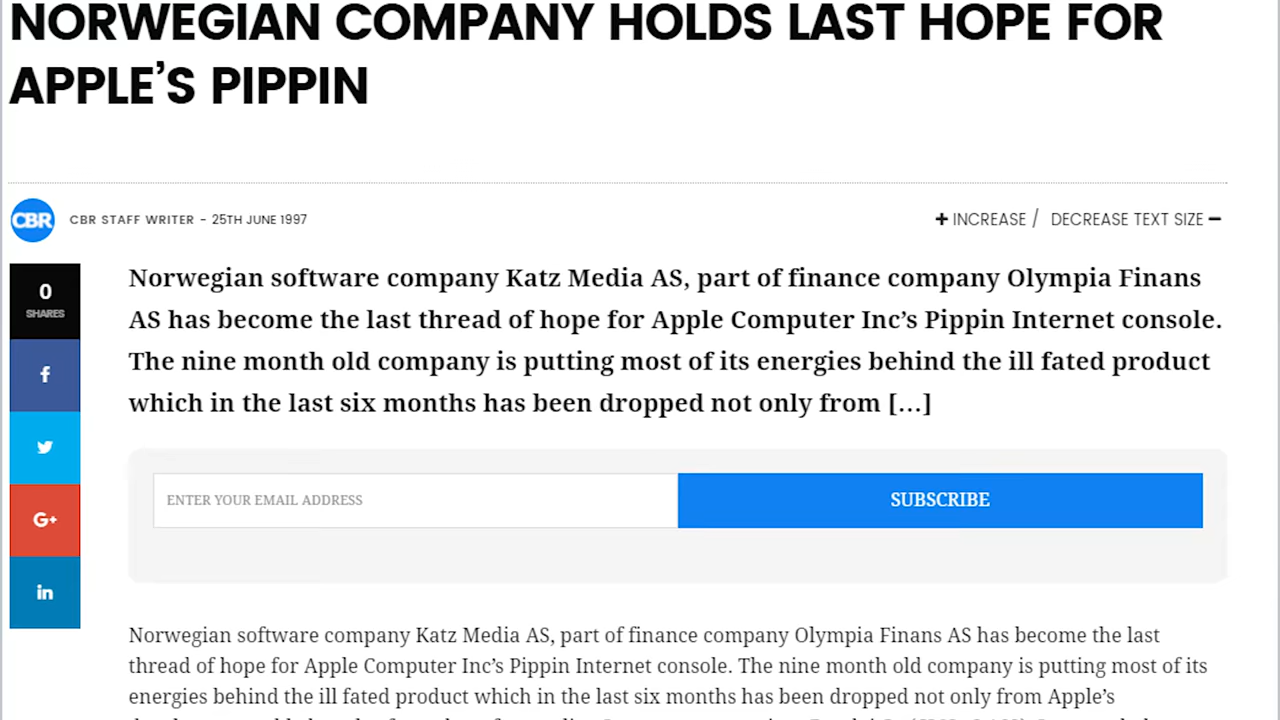 NORWEGIAN COMPANY HOLDS LAST HOPE FOR
APPLE’S PIPPIN
CBR
CBR STAFF WRITER - 25TH JUNE 1997
+ INCREASE / DECREASE TEXT SIZE −
0
SHARES
Norwegian software company Katz Media AS, part of finance company Olympia Finans
AS has become the last thread of hope for Apple Computer Inc’s Pippin Internet console.
The nine month old company is putting most of its energies behind the ill fated product
which in the last six months has been dropped not only from […]
ENTER YOUR EMAIL ADDRESS
SUBSCRIBE
Norwegian software company Katz Media AS, part of finance company Olympia Finans AS has become the last
thread of hope for Apple Computer Inc’s Pippin Internet console. The nine month old company is putting most of its
energies behind the ill fated product which in the last six months has been dropped not only from Apple’s